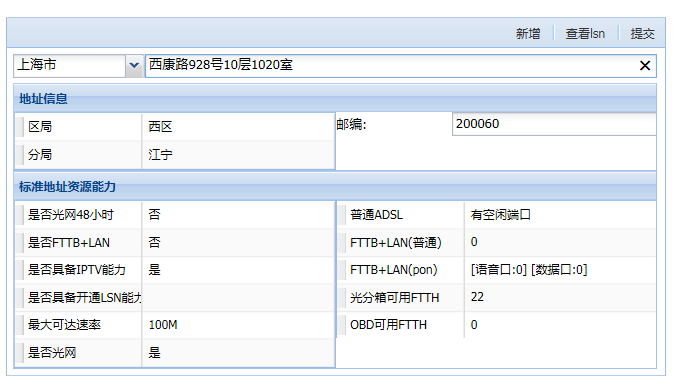 新增 查看lsn 提交
上海市 西康路928号10层1020室
地址信息
区局 西区 邮编: 200060
分局 江宁
标准地址资源能力
是否光网48小时 否 普通ADSL 有空闲端口
是否FTTB+LAN 否 FTTB+LAN(普通) 0
是否具备IPTV能力 是 FTTB+LAN(pon) [语音口:0] [数据口:0]
是否具备开通LSN能力 光分箱可用FTTH 22
最大可达速率 100M OBD可用FTTH 0
是否光网 是